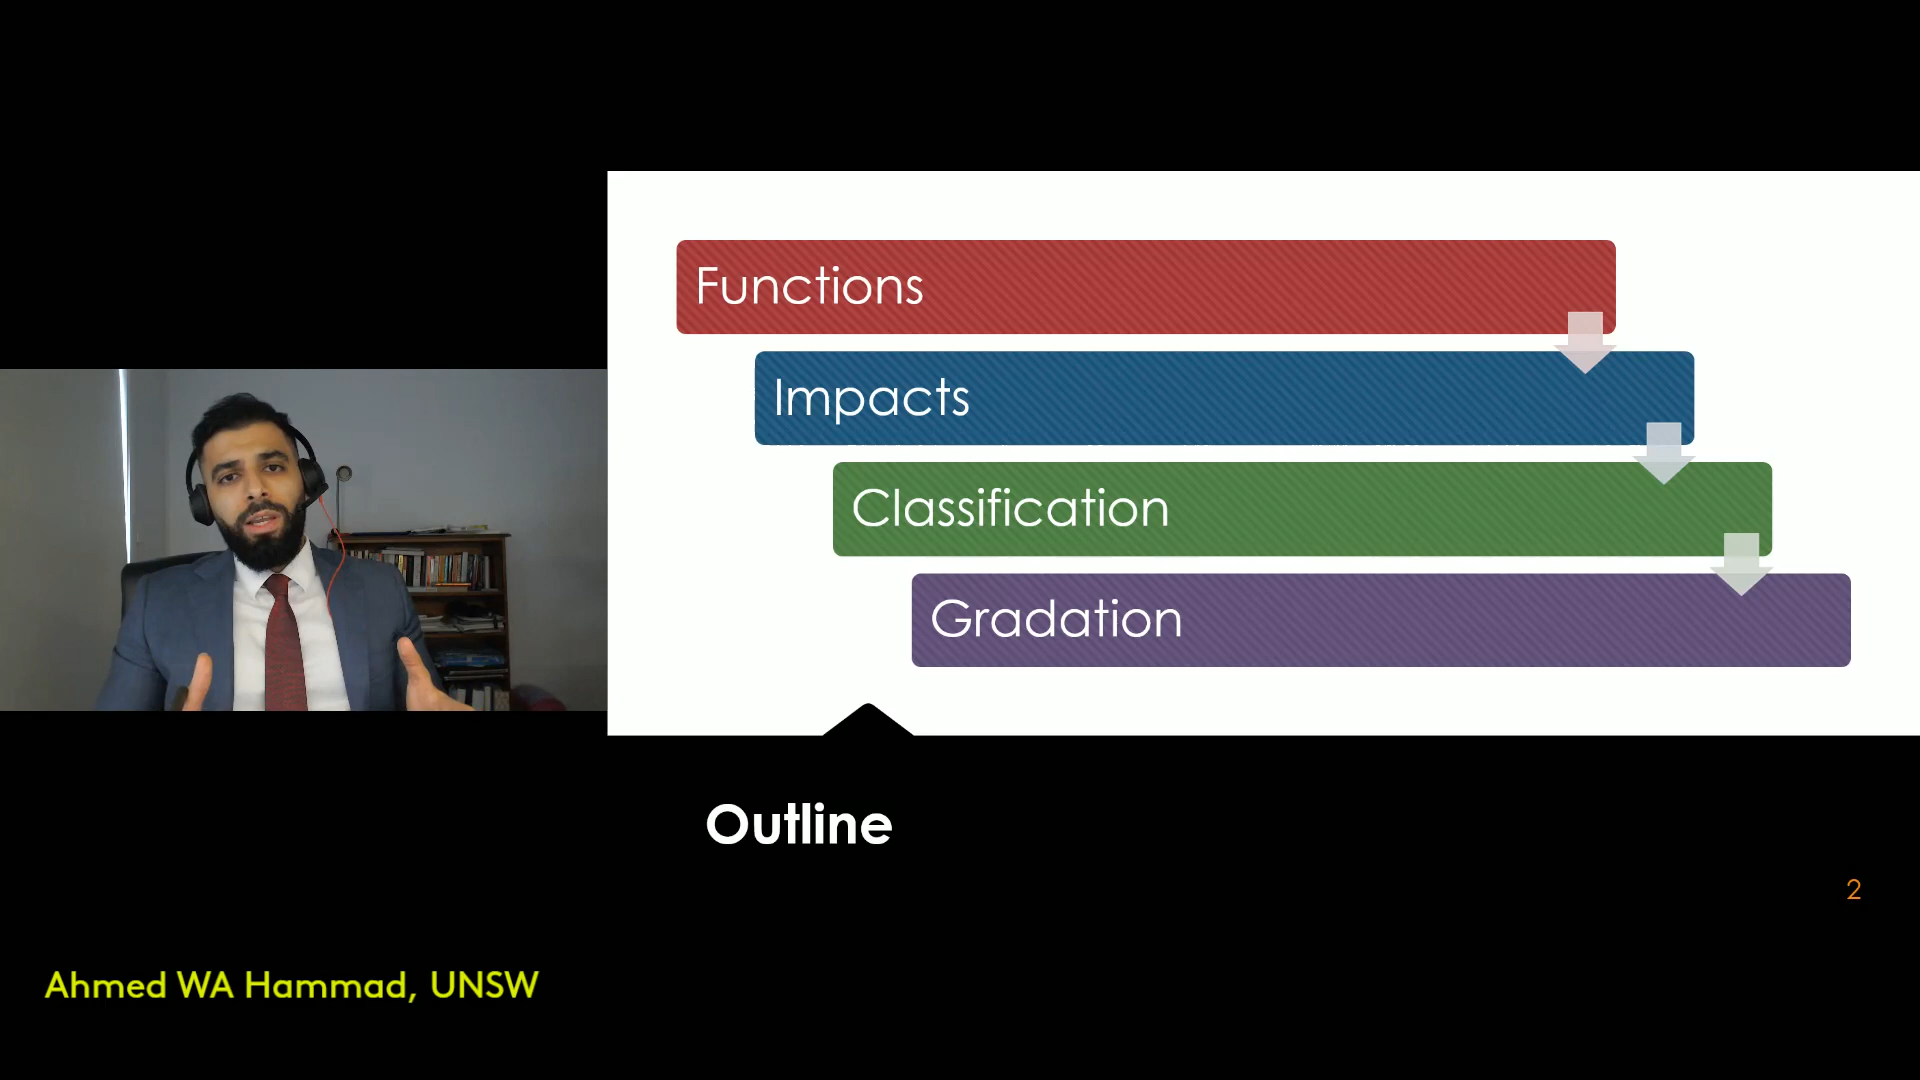 Functions
Impacts
Classification
Gradation
Outline
2
Ahmed WA Hammad, UNSW